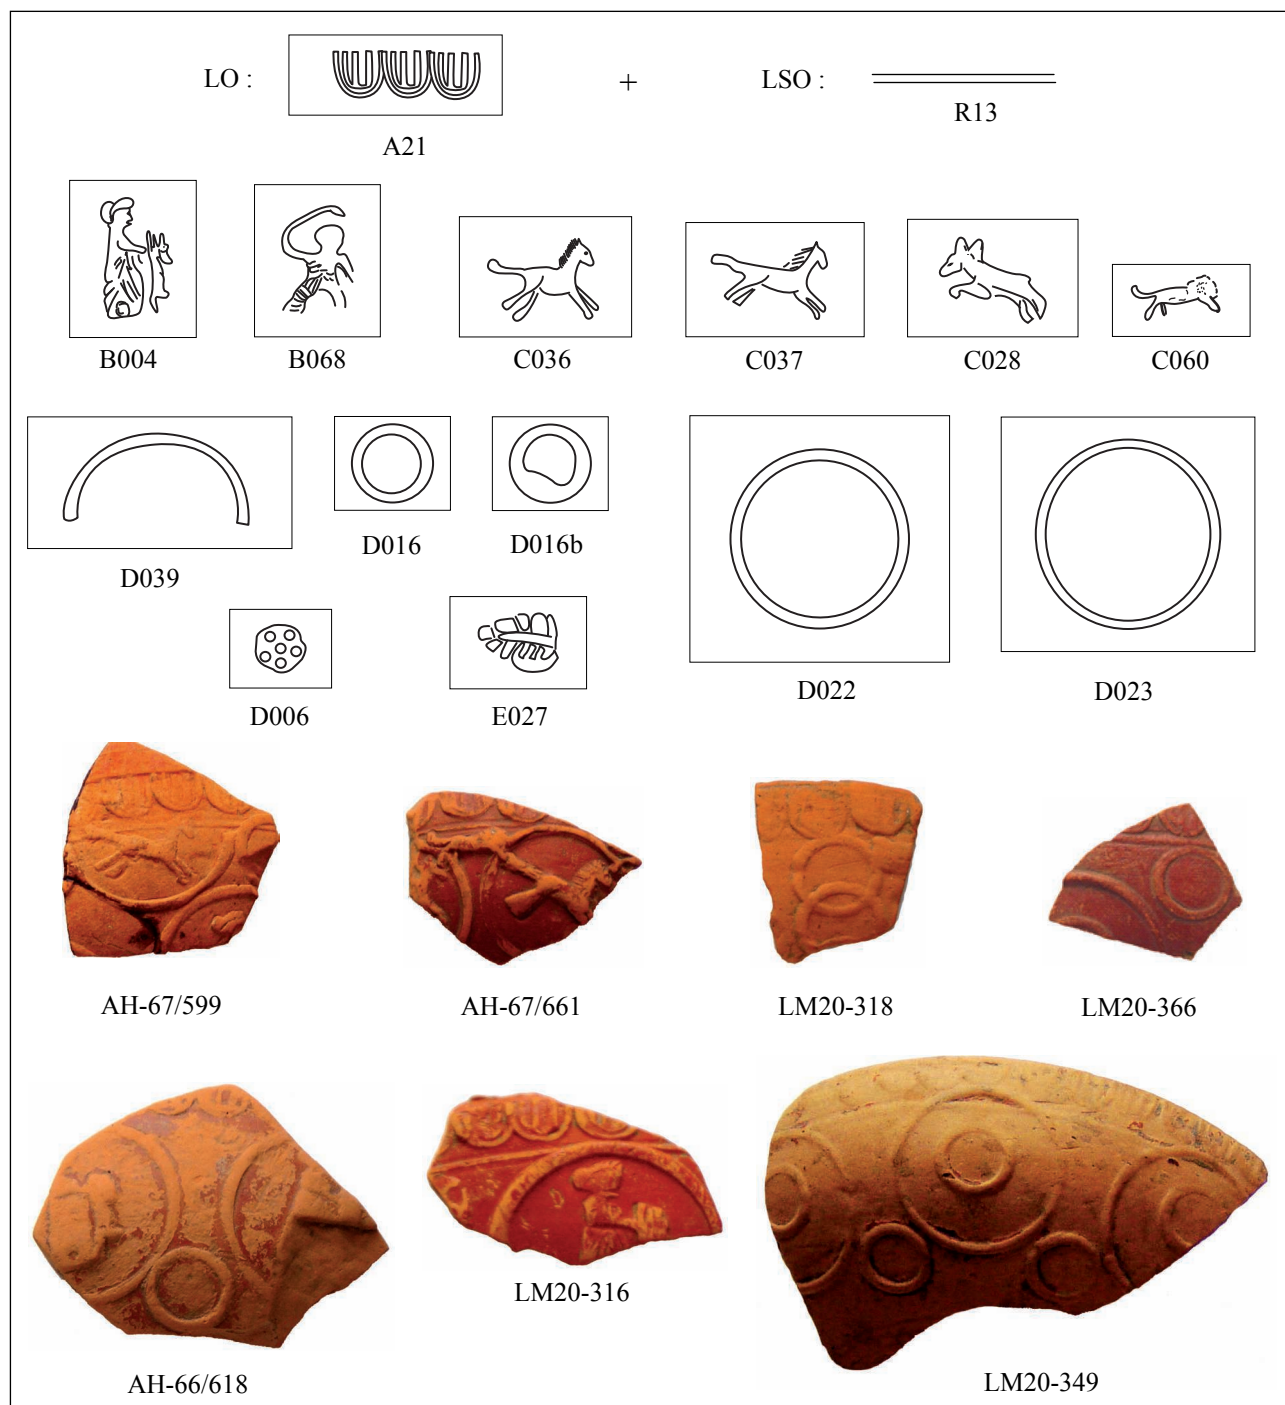 LO : + LSO :
A21
R13
B004 B068 C036 C037 C028 C060
D039 D016 D016b D022 D023
D006 E027
AH-67/599 AH-67/661 LM20-318 LM20-366
AH-66/618 LM20-316 LM20-349